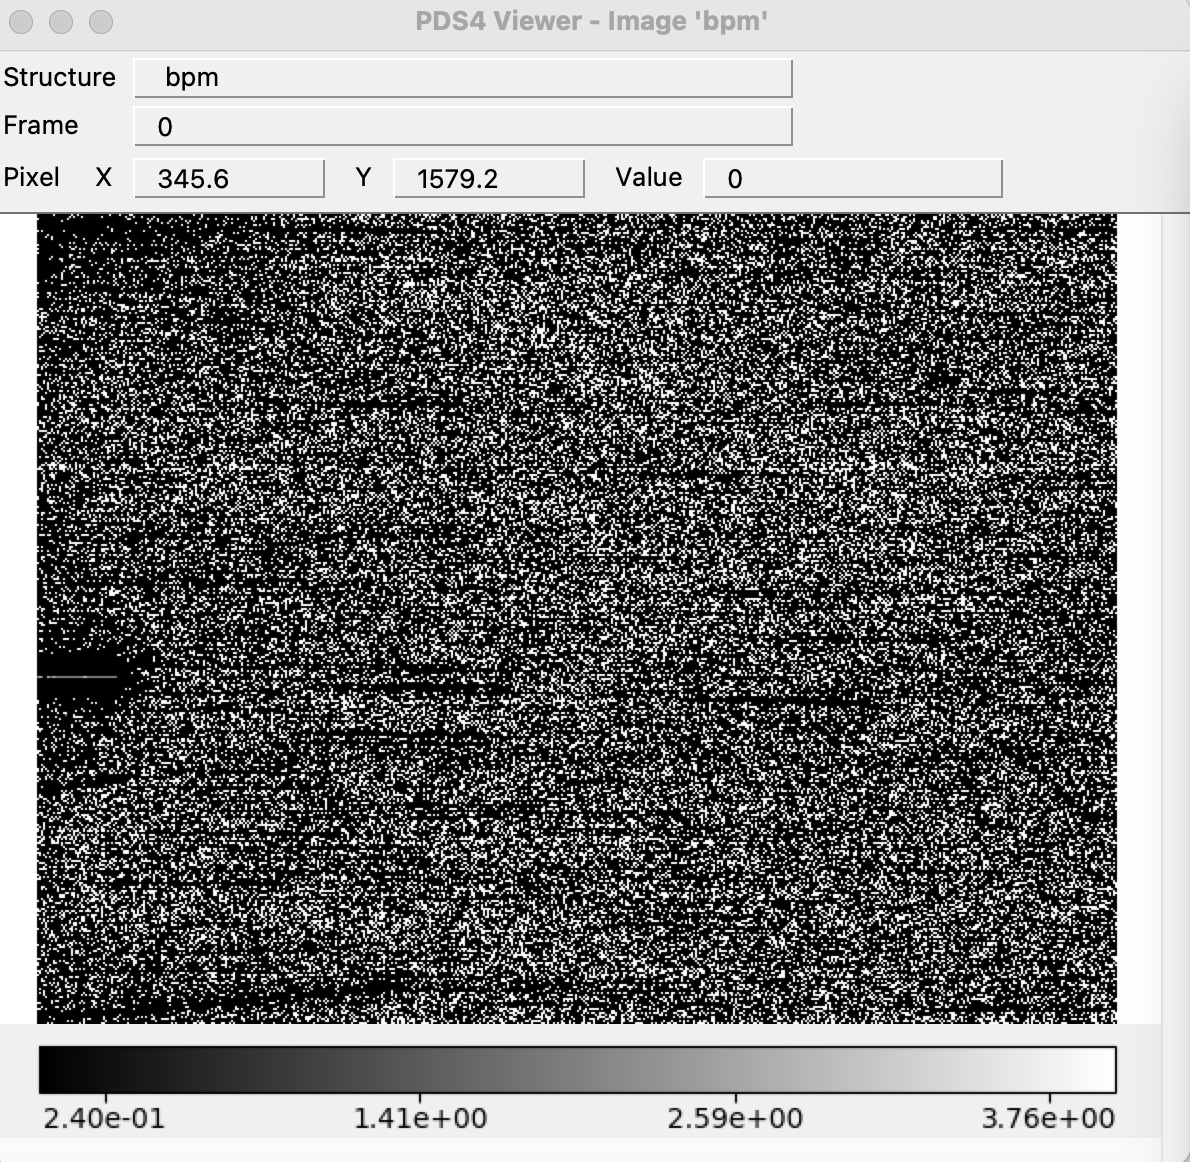 PDS4 Viewer - Image 'bpm'
Structure bpm
Frame 0
Pixel X 345.6 Y 1579.2 Value 0
2.40e-01 1.41e+00 2.59e+00 3.76e+00